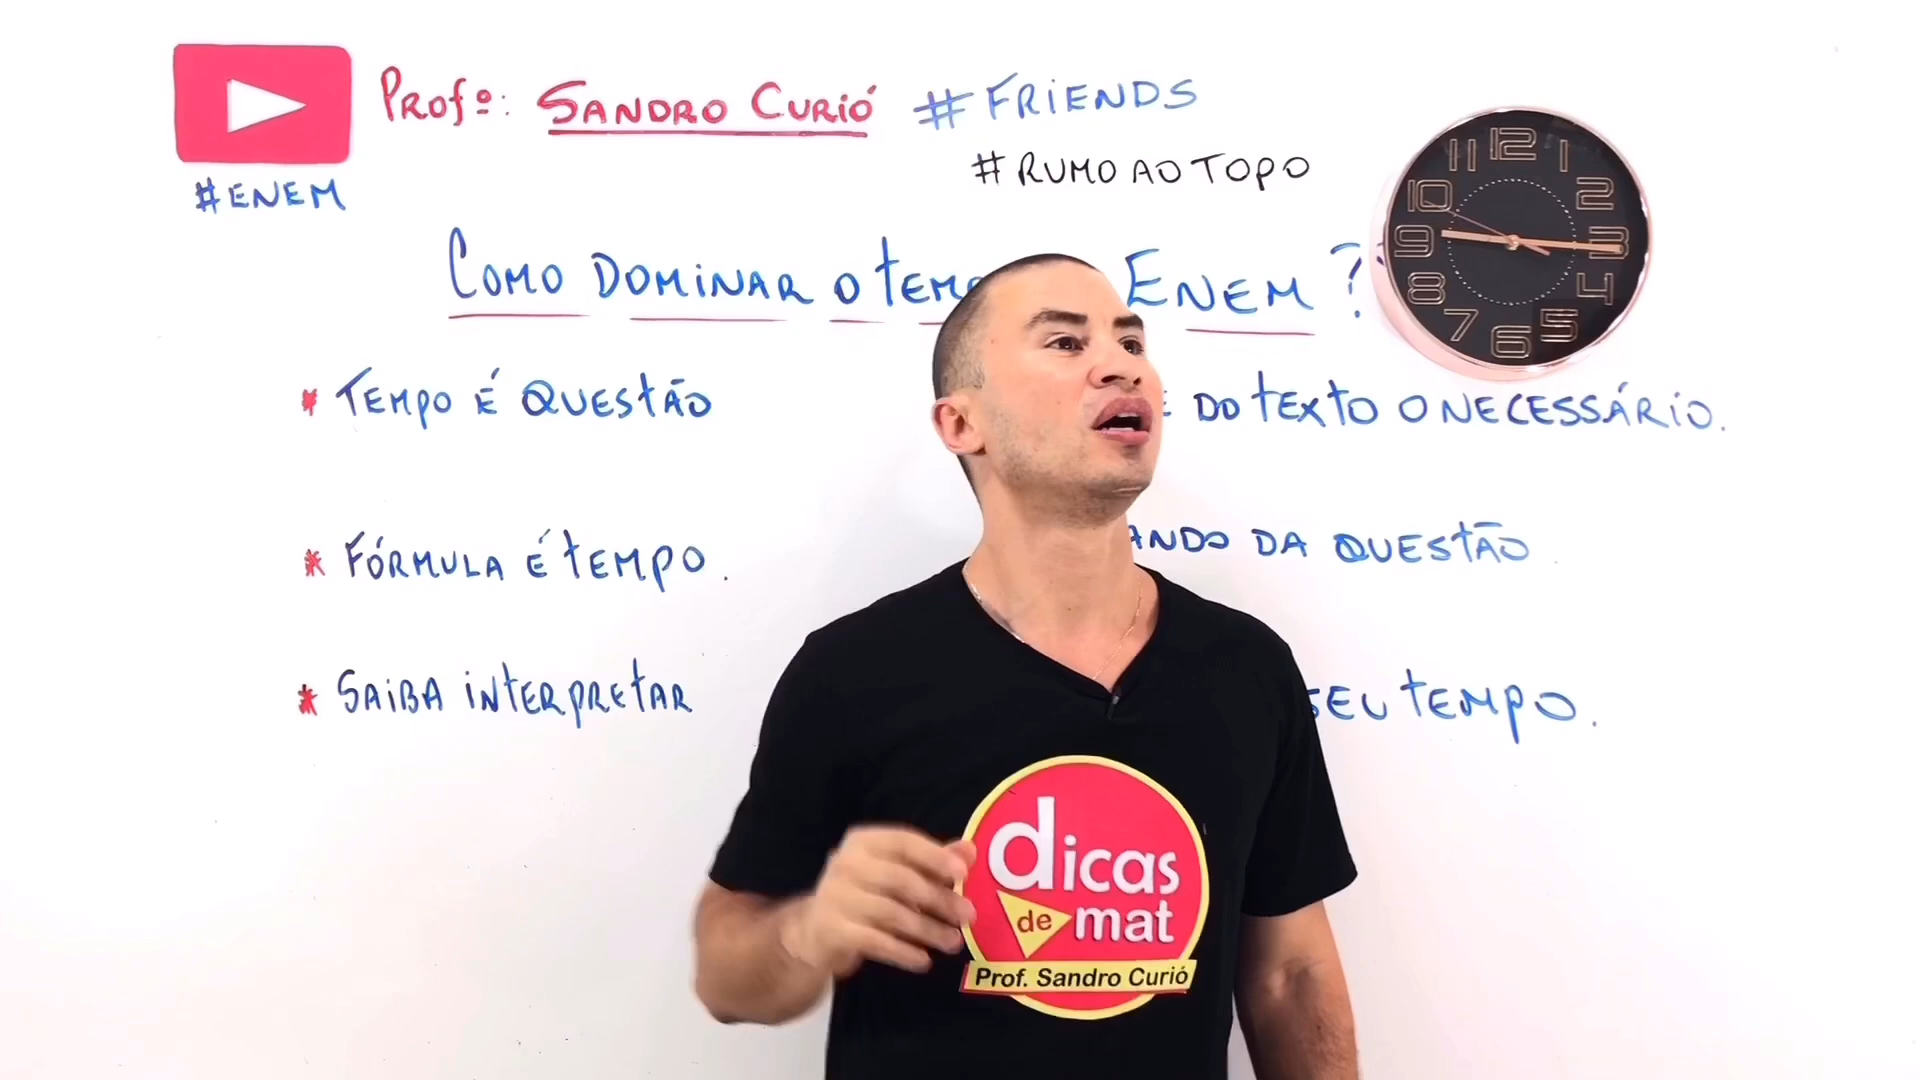 Profº: SANDRO CURIÓ #FRIENDS
#RUMO AO TOPO
#ENEM
COMO DOMINAR O ENEM ?
* TEMPO É QUESTÃO
DO TEXTO O NECESSÁRIO.
* FÓRMULA É TEMPO.
DA QUESTÃO
* SAIBA INTERPRETAR
SEU TEMPO.
12
1
2
3
4
5
6
7
8
9
10
11
dicas
de mat
Prof. Sandro Curió